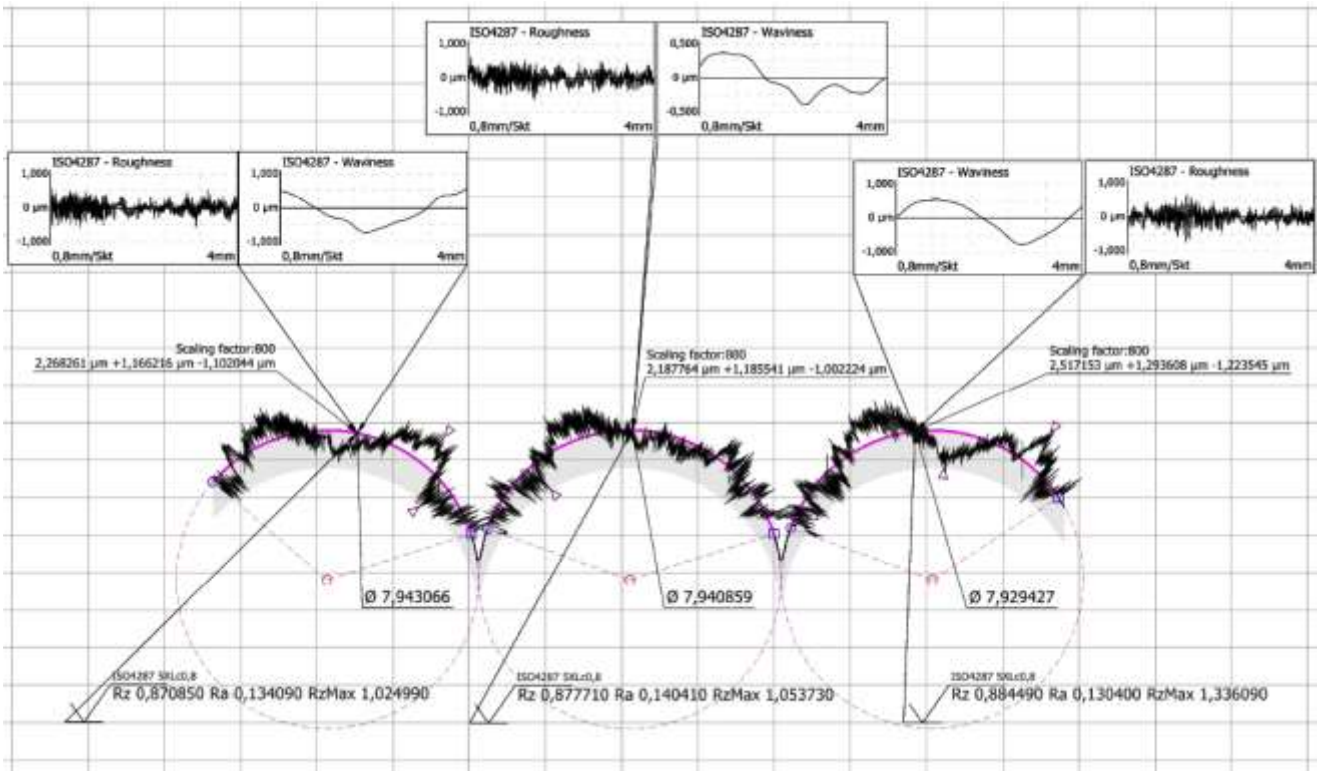 ISO4287 - Roughness
1,000
0 µm
-1,000
0,8mm/Skt 4mm
ISO4287 - Waviness
0,500
0 µm
-0,500
0,8mm/Skt 4mm
ISO4287 - Roughness
1,000
0 µm
-1,000
0,8mm/Skt 4mm
ISO4287 - Waviness
1,000
0 µm
-1,000
0,8mm/Skt 4mm
ISO4287 - Waviness
1,000
0 µm
-1,000
0,8mm/Skt 4mm
ISO4287 - Roughness
1,000
0 µm
-1,000
0,8mm/Skt 4mm
Scaling factor:800
2,268261 µm +1,166216 µm -1,102044 µm
Scaling factor:800
2,187764 µm +1,185541 µm -1,002224 µm
Scaling factor:800
2,517153 µm +1,293608 µm -1,223545 µm
Ø 7,943066
Ø 7,940859
Ø 7,929427
ISO4287 5XLc0,8
Rz 0,870850 Ra 0,134090 RzMax 1,024990
ISO4287 5XLc0,8
Rz 0,877710 Ra 0,140410 RzMax 1,053730
ISO4287 5XLc0,8
Rz 0,884490 Ra 0,130400 RzMax 1,336090